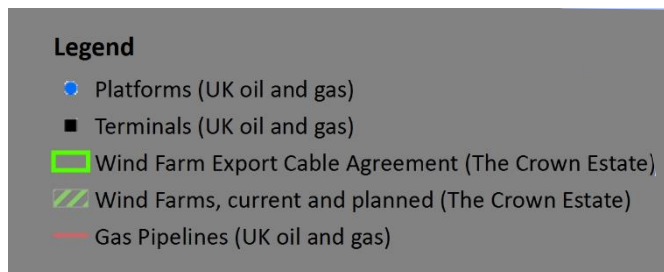 Legend
Platforms (UK oil and gas)
Terminals (UK oil and gas)
Wind Farm Export Cable Agreement (The Crown Estate)
Wind Farms, current and planned (The Crown Estate)
Gas Pipelines (UK oil and gas)